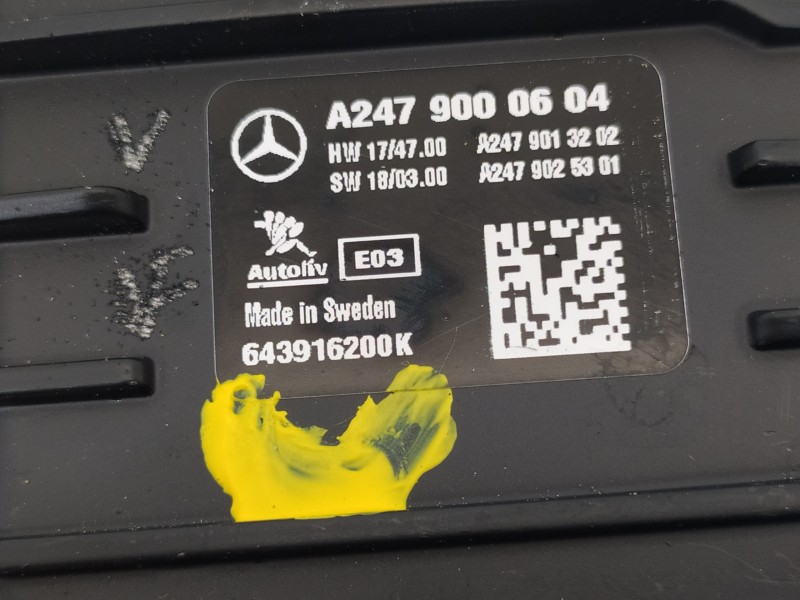 A247 900 06 04
HW 17/47.00 A247 901 32 02
SW 18/03.00 A247 902 53 01
Autoliv E03
Made in Sweden
643916200K